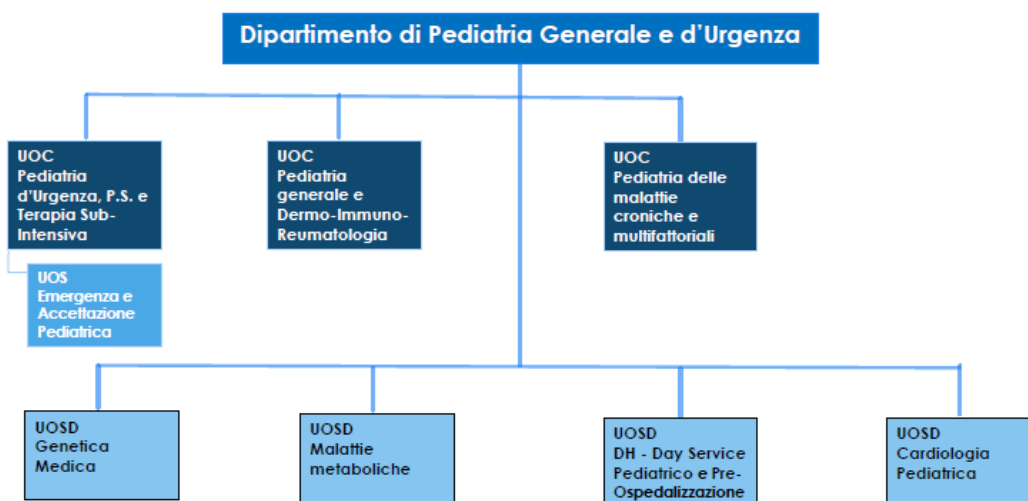 Dipartimento di Pediatria Generale e d'Urgenza
UOC
Pediatria
d'Urgenza, P.S. e
Terapia Sub-
Intensiva
UOC
Pediatria
generale e
Dermo-Immuno-
Reumatologia
UOC
Pediatria delle
malattie
croniche e
multifattoriali
UOS
Emergenza e
Accettazione
Pediatrica
UOSD
Genetica
Medica
UOSD
Malattie
metaboliche
UOSD
DH - Day Service
Pediatrico e Pre-
Ospedalizzazione
UOSD
Cardiologia
Pediatrica